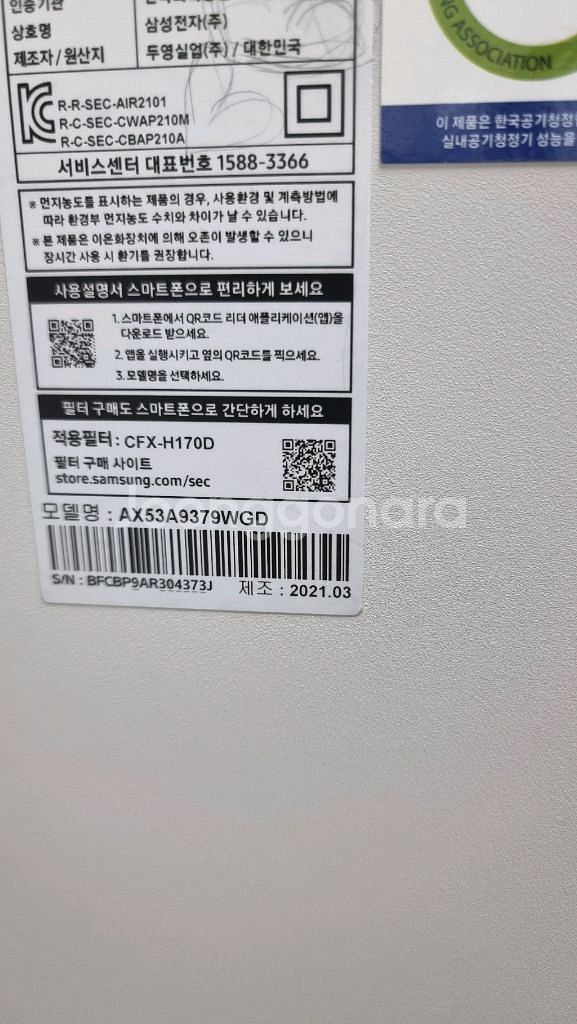 인증기관
상호명
삼성전자(주)
제조자/원산지
두영실업(주) / 대한민국
R-R-SEC-AIR2101
R-C-SEC-CWAP210M
R-C-SEC-CBAP210A
서비스센터 대표번호 1588-3366
※ 먼지농도를 표시하는 제품의 경우, 사용환경 및 계측방법에
따라 환경부 먼지농도 수치와 차이가 날 수 있습니다.
※ 본 제품은 이온화장치에 의해 오존이 발생할 수 있으니
장시간 사용 시 환기를 권장합니다.
사용설명서 스마트폰으로 편리하게 보세요
1. 스마트폰에서 QR코드 리더 애플리케이션(앱)을
다운로드 받으세요.
2. 앱을 실행시키고 옆의 QR코드를 찍으세요.
3. 모델명을 선택하세요.
필터 구매도 스마트폰으로 간단하게 하세요
적용필터 : CFX-H170D
필터 구매 사이트
store.samsung.com/sec
모델명 : AX53A9379WGD
S/N : BFCBP9AR304373J 제조 : 2021.03
ASSOCIATION
이 제품은 한국공기청정
실내공기청정기 성능을
joonggonara